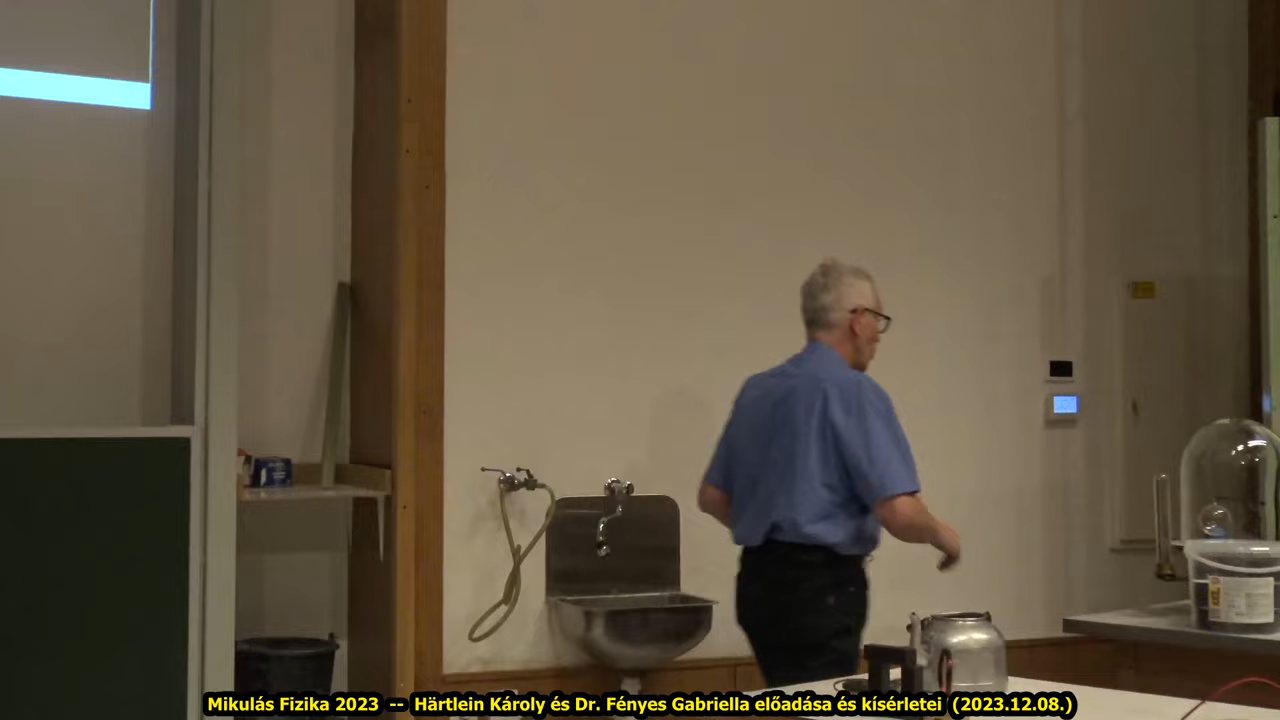 Mikulás Fizika 2023 -- Härtlein Károly és Dr. Fényes Gabriella előadása és kísérletei (2023.12.08.)